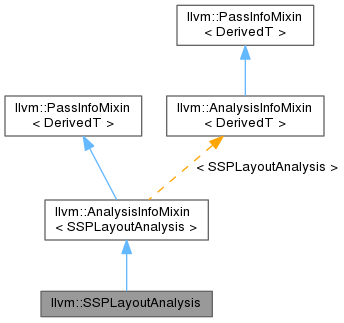 llvm::PassInfoMixin
< DerivedT >
llvm::PassInfoMixin
< DerivedT >
llvm::AnalysisInfoMixin
< DerivedT >
< SSPLayoutAnalysis >
llvm::AnalysisInfoMixin
< SSPLayoutAnalysis >
llvm::SSPLayoutAnalysis